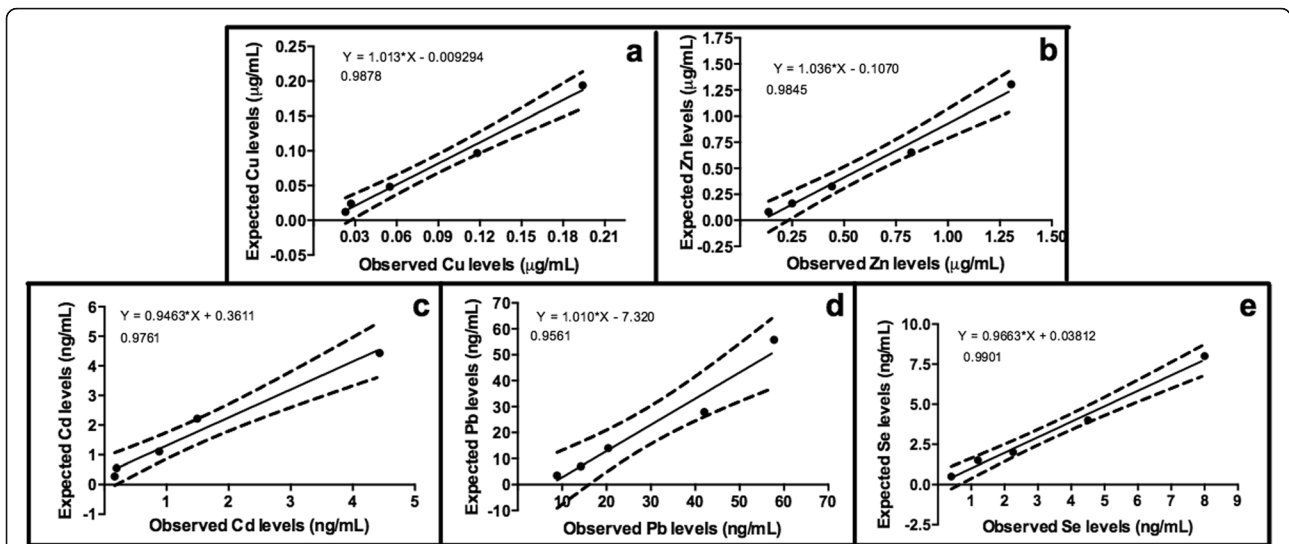 a
Y = 1.013*X - 0.009294
0.9878
Expected Cu levels (μg/mL)
0.25
0.20
0.15
0.10
0.05
0.00
-0.05
0.03 0.06 0.09 0.12 0.15 0.18 0.21
Observed Cu levels (μg/mL)
b
Y = 1.036*X - 0.1070
0.9845
Expected Zn levels (μg/mL)
1.75
1.50
1.25
1.00
0.75
0.50
0.25
0.00
-0.25
0.25 0.50 0.75 1.00 1.25 1.50
Observed Zn levels (μg/mL)
c
Y = 0.9463*X + 0.3611
0.9761
Expected Cd levels (ng/mL)
6
5
4
3
2
1
0
-1
1 2 3 4 5
Observed Cd levels (ng/mL)
d
Y = 1.010*X - 7.320
0.9561
Expected Pb levels (ng/mL)
70
60
50
40
30
20
10
0
-10
10 20 30 40 50 60 70
Observed Pb levels (ng/mL)
e
Y = 0.9663*X + 0.03812
0.9901
Expected Se levels (ng/mL)
10.0
7.5
5.0
2.5
0.0
-2.5
1 2 3 4 5 6 7 8 9
Observed Se levels (ng/mL)